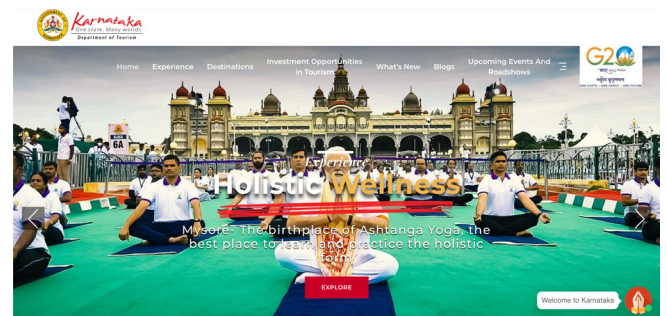 Karnataka
One state. Many worlds.
Department of Tourism
Home
Experience
Destinations
Investment Opportunities
in Tourism
What's New
Blogs
Upcoming Events And
Roadshows
G20
ONE EARTH • ONE FAMILY • ONE FUTURE
6A
Experience
Holistic Wellness
Mysore- The birthplace of Ashtanga Yoga, the
best place to learn and practice the holistic
form.
EXPLORE
Welcome to Karnataka